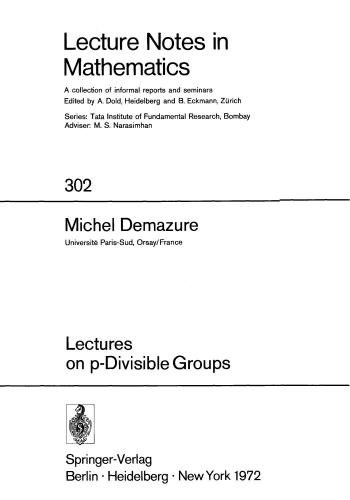 Lecture Notes in
Mathematics
A collection of informal reports and seminars
Edited by A. Dold, Heidelberg and B. Eckmann, Zürich
Series: Tata Institute of Fundamental Research, Bombay
Adviser: M. S. Narasimhan
302
Michel Demazure
Université Paris-Sud, Orsay/France
Lectures
on p-Divisible Groups
Springer-Verlag
Berlin · Heidelberg · New York 1972